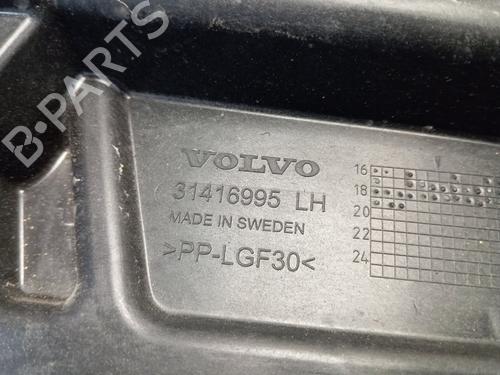 B-PARTS
VOLVO
31416995 LH
MADE IN SWEDEN
>PP-LGF30<
16
18
20
22
24